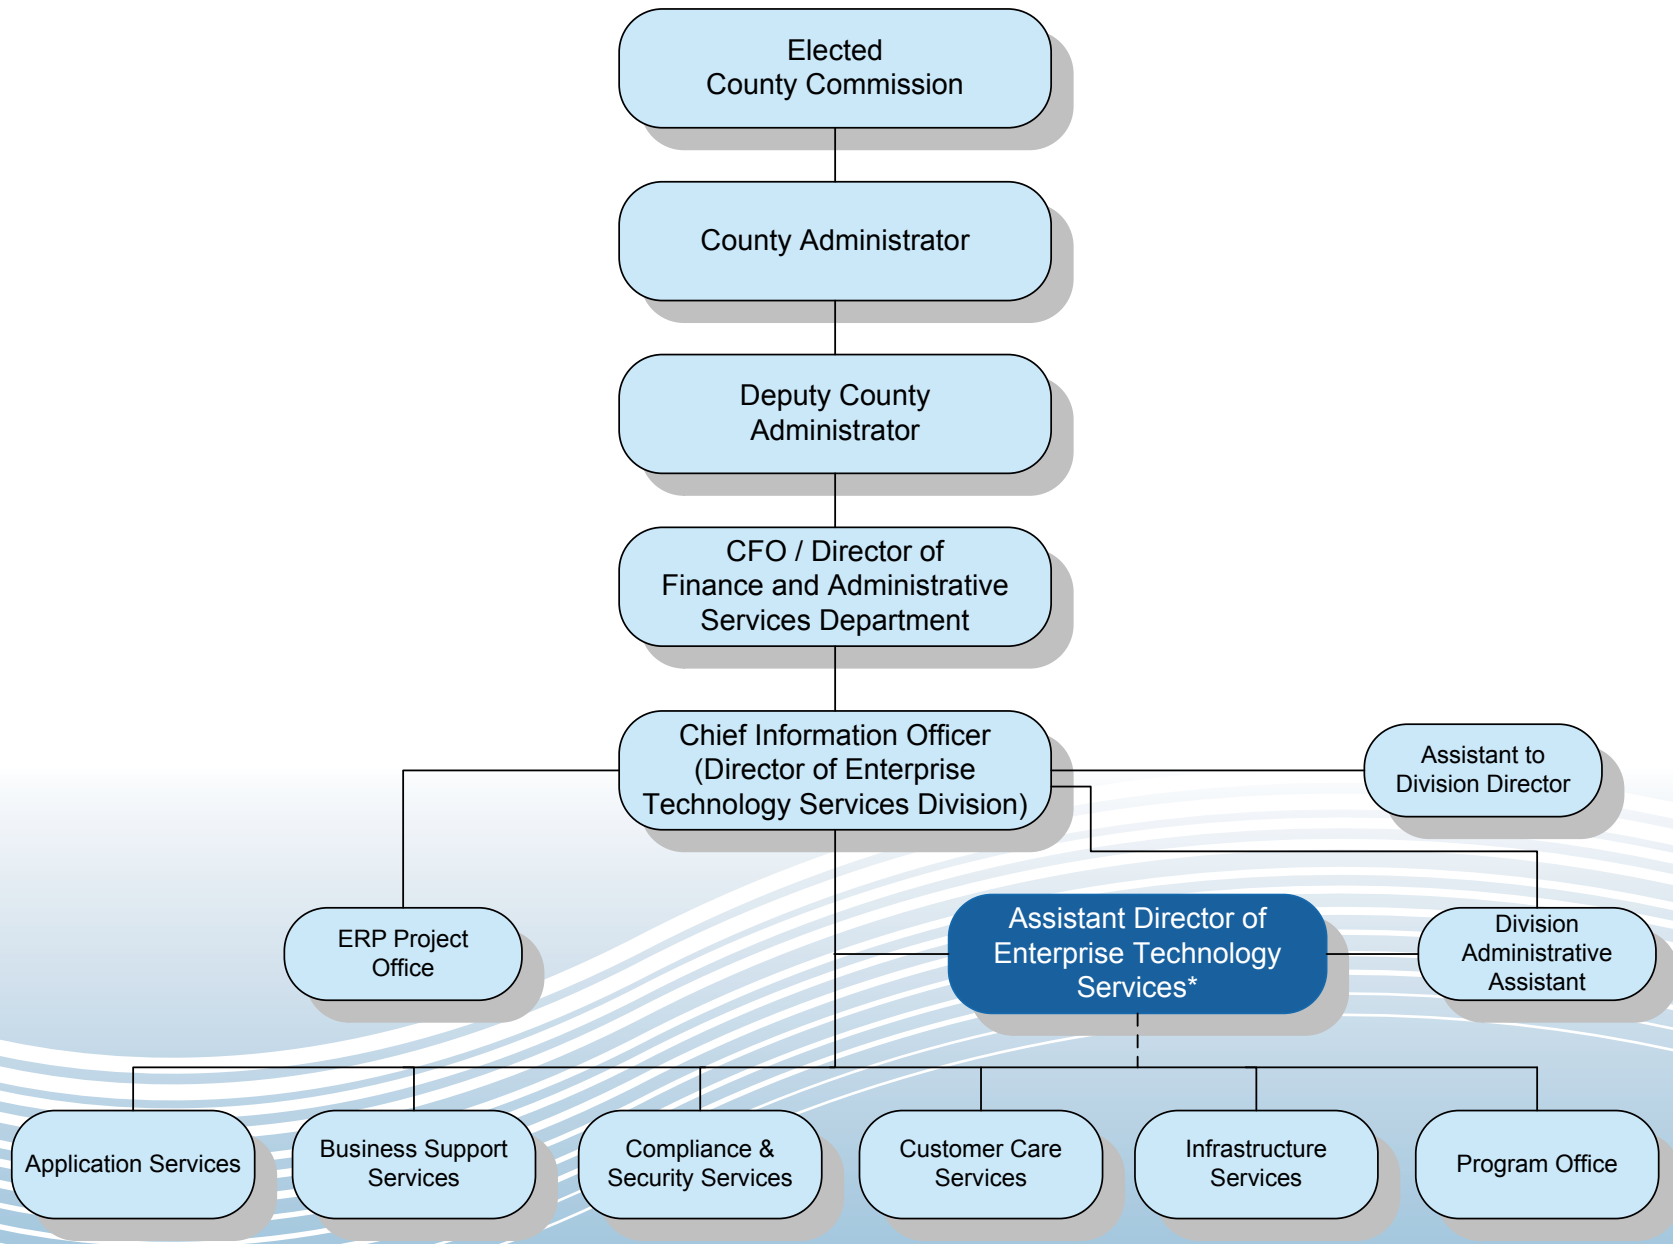 Elected
County Commission
County Administrator
Deputy County
Administrator
CFO / Director of
Finance and Administrative
Services Department
Chief Information Officer
(Director of Enterprise
Technology Services Division)
Assistant to
Division Director
ERP Project
Office
Assistant Director of
Enterprise Technology
Services*
Division
Administrative
Assistant
Application Services
Business Support
Services
Compliance &
Security Services
Customer Care
Services
Infrastructure
Services
Program Office